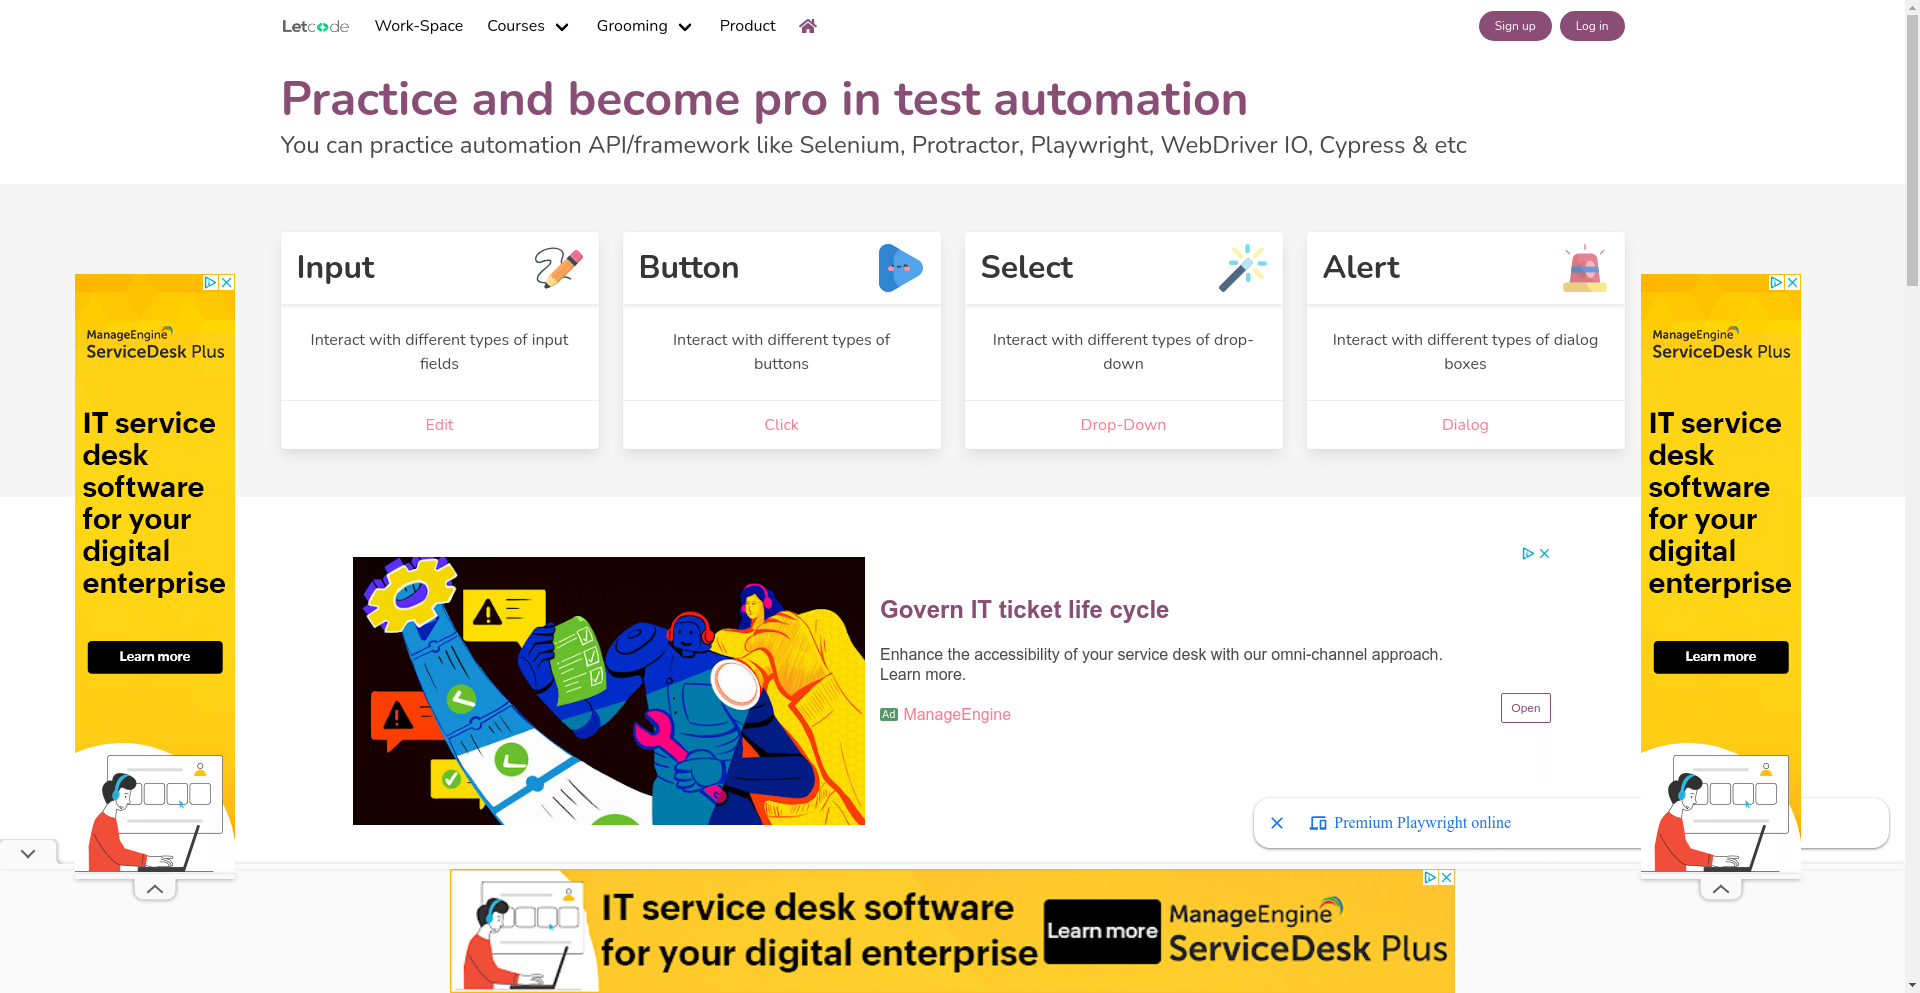 Letcode
Work-Space
Courses
Grooming
Product
Sign up
Log in
Practice and become pro in test automation
You can practice automation API/framework like Selenium, Protractor, Playwright, WebDriver IO, Cypress & etc
Input
Interact with different types of input
fields
Edit
Button
Interact with different types of
buttons
Click
Select
Interact with different types of drop-
down
Drop-Down
Alert
Interact with different types of dialog
boxes
Dialog
ManageEngine
ServiceDesk Plus
IT service
desk
software
for your
digital
enterprise
Learn more
Govern IT ticket life cycle
Enhance the accessibility of your service desk with our omni-channel approach.
Learn more.
Ad ManageEngine
Open
ManageEngine
ServiceDesk Plus
IT service
desk
software
for your
digital
enterprise
Learn more
Premium Playwright online
IT service desk software
for your digital enterprise
Learn more
ManageEngine
ServiceDesk Plus